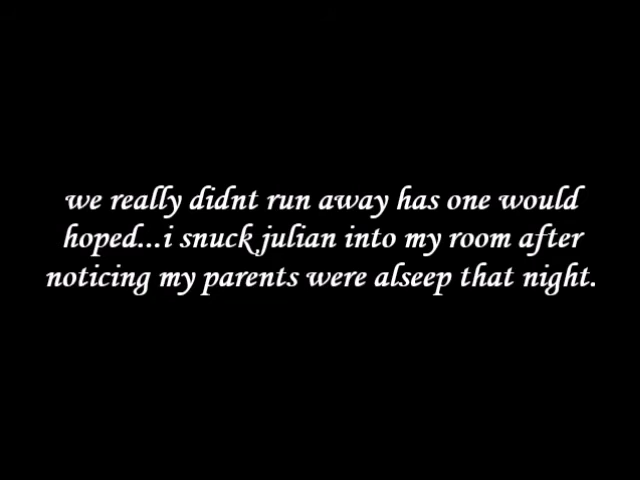 we really didnt run away has one would
hoped...i snuck julian into my room after
noticing my parents were alseep that night.